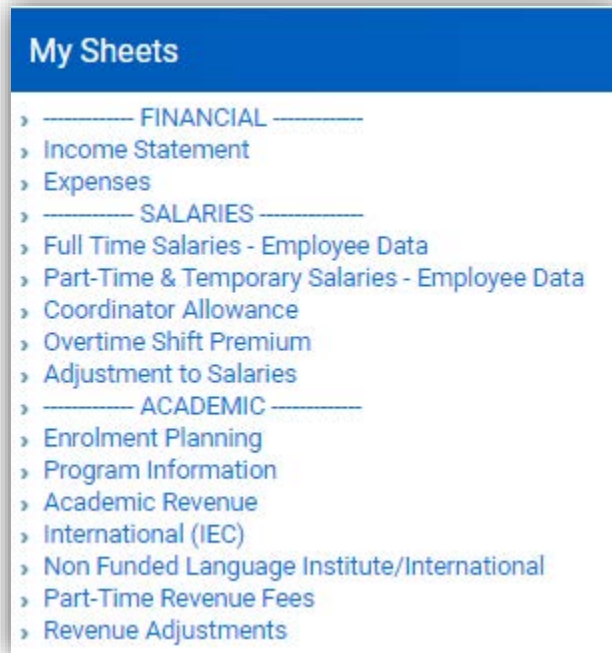 My Sheets
› ------------- FINANCIAL -------------
› Income Statement
› Expenses
› ------------- SALARIES ---------------
› Full Time Salaries - Employee Data
› Part-Time & Temporary Salaries - Employee Data
› Coordinator Allowance
› Overtime Shift Premium
› Adjustment to Salaries
› ------------- ACADEMIC -------------
› Enrolment Planning
› Program Information
› Academic Revenue
› International (IEC)
› Non Funded Language Institute/International
› Part-Time Revenue Fees
› Revenue Adjustments